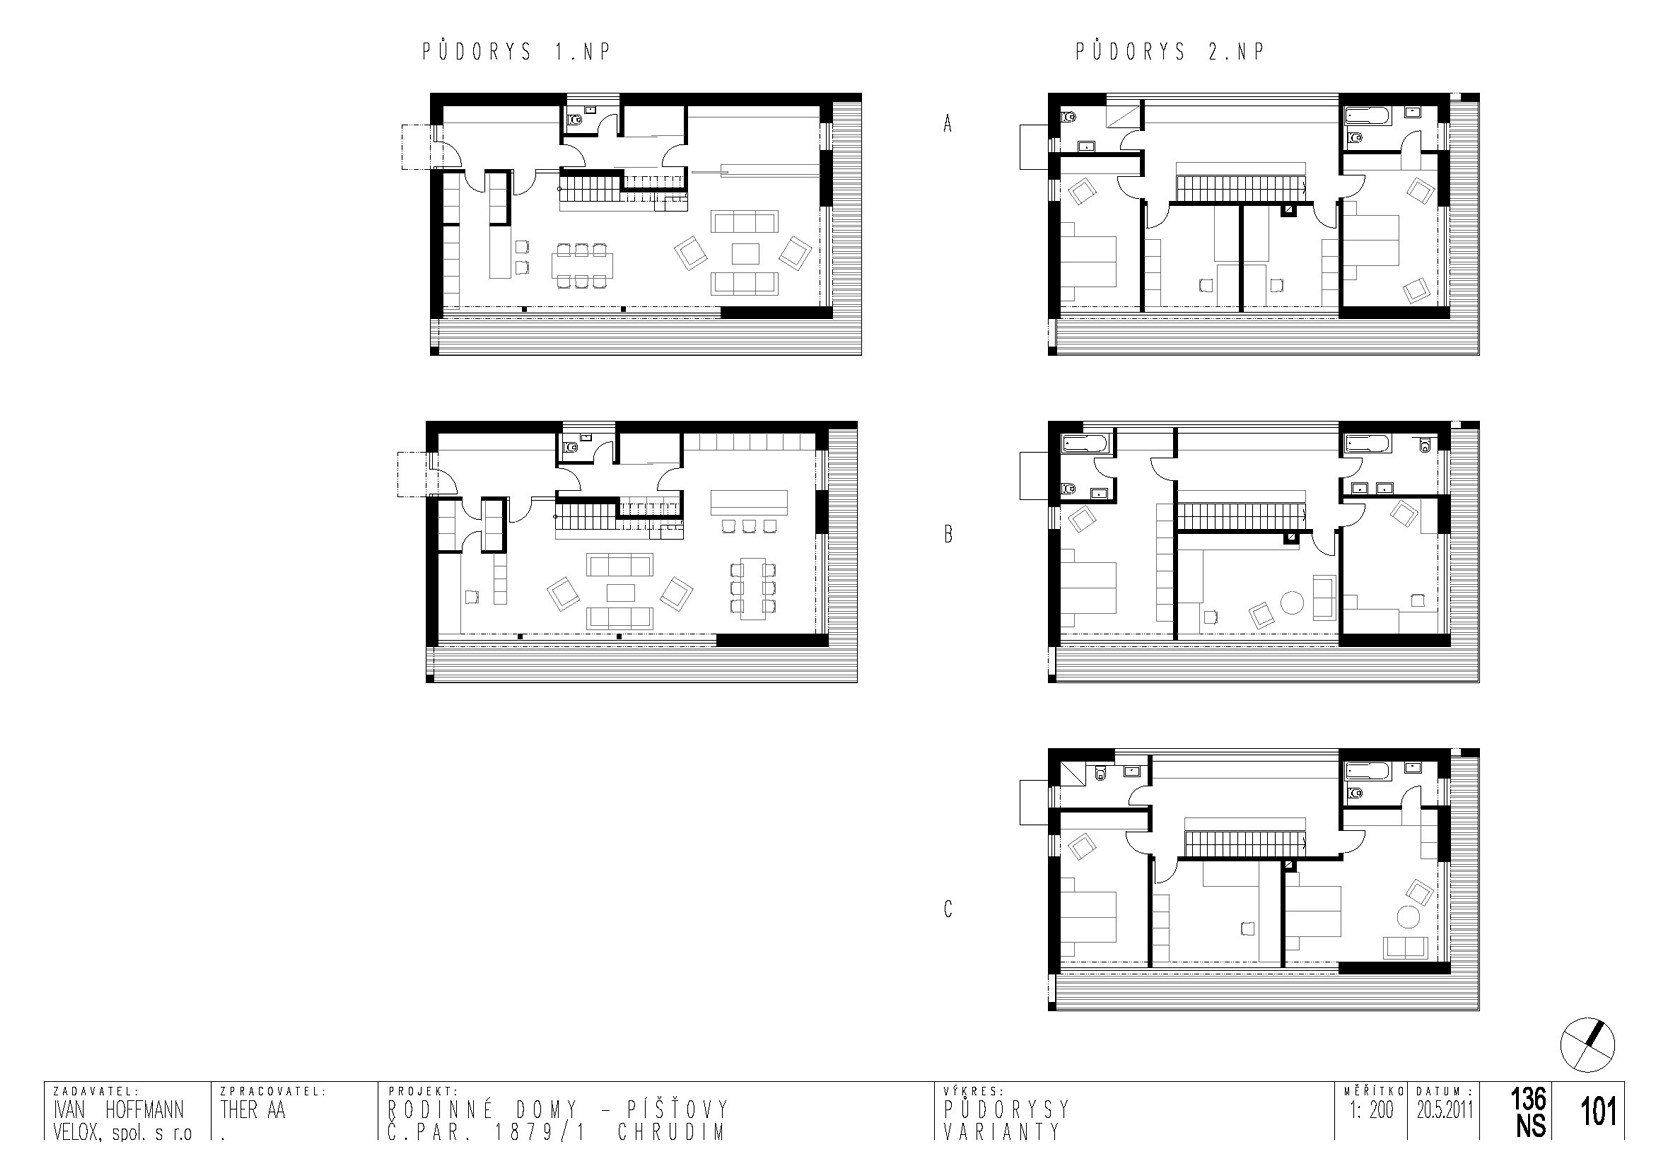 PŮDORYS 1.NP
PŮDORYS 2.NP
A
B
C
ZADAVATEL:
IVAN HOFFMANN
VELOX, spol. s r.o
ZPRACOVATEL:
THER AA
.
PROJEKT:
RODINNÉ DOMY – PÍŠŤOVY
Č.PAR. 1879/1 CHRUDIM
VÝKRES:
PŮDORYSY
VARIANTY
MĚŘÍTKO
1: 200
DATUM :
20.5.2011
136
NS
101